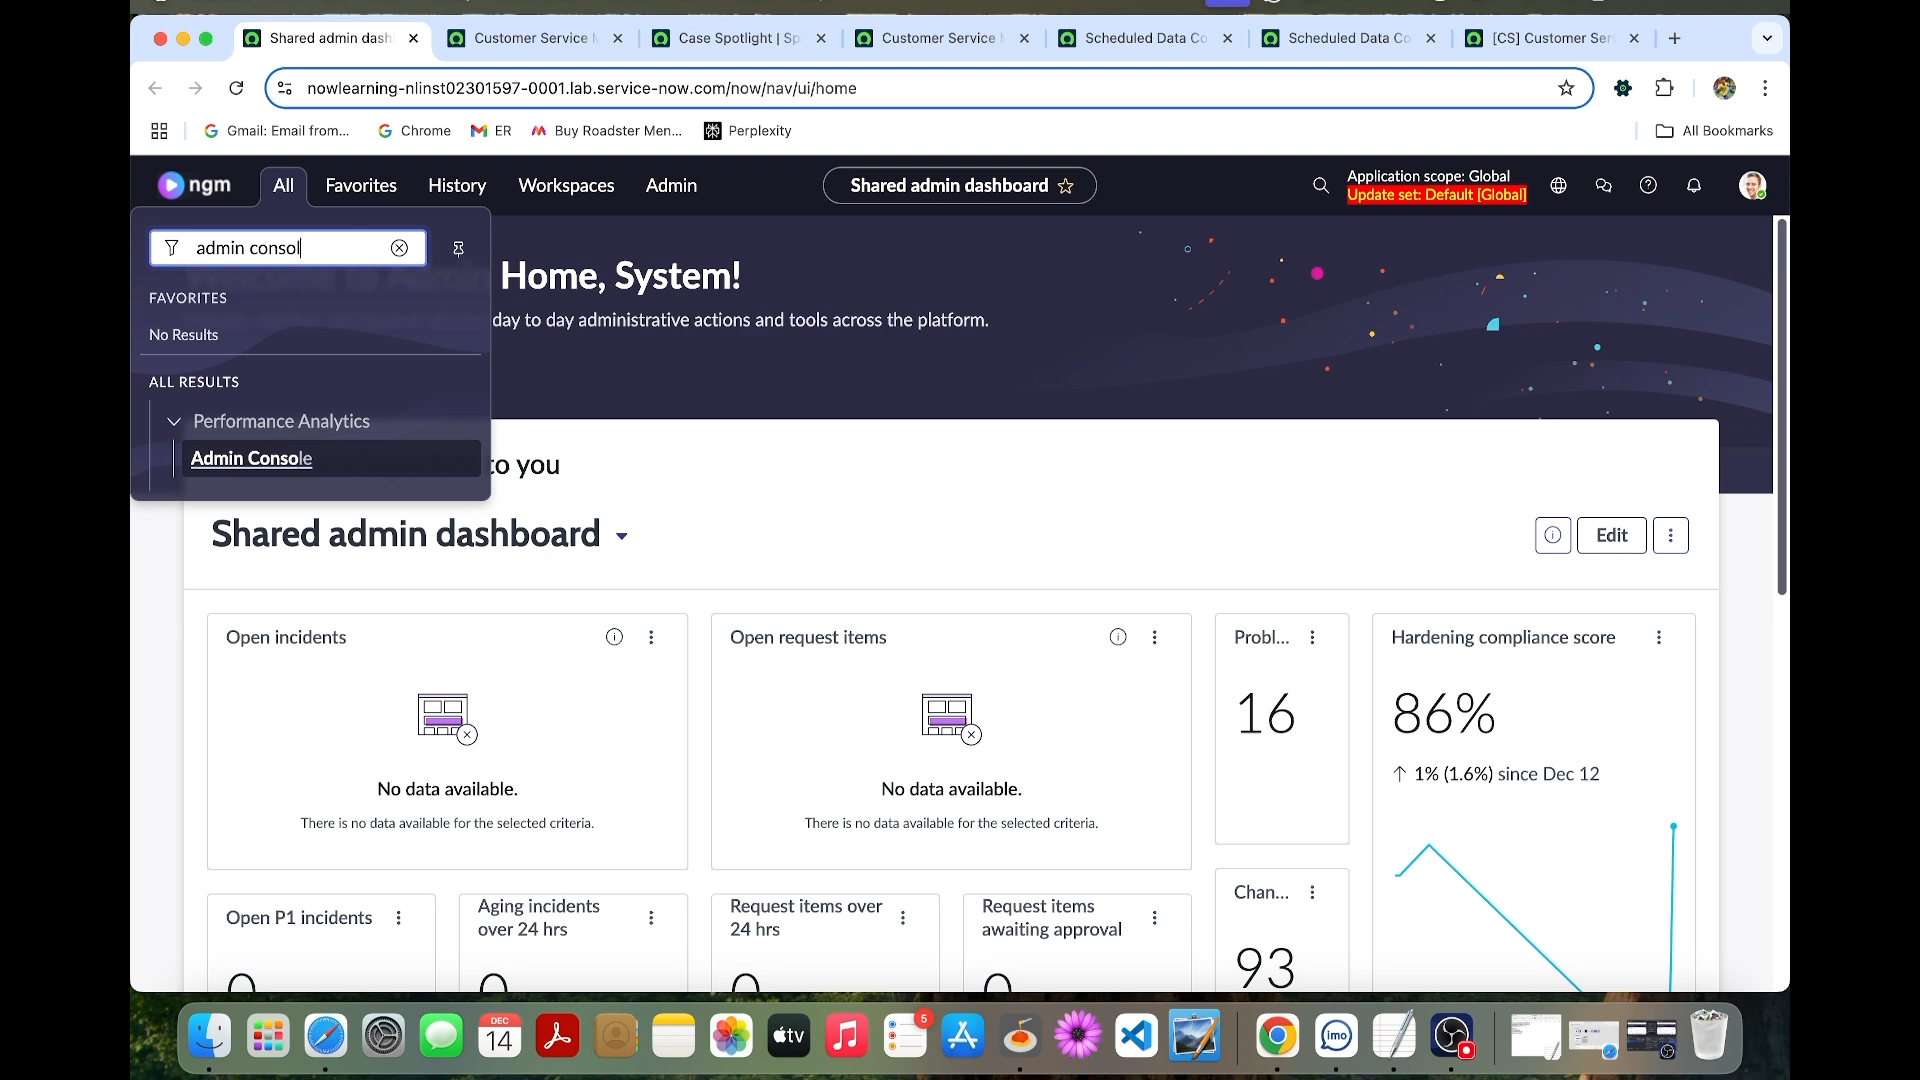 Shared admin dash
Customer Service
Case Spotlight | Sp
Customer Service
Scheduled Data Co
Scheduled Data Co
[CS] Customer Ser
nowlearning-nlinst02301597-0001.lab.service-now.com/now/nav/ui/home
Gmail: Email from...
Chrome
ER
Buy Roadster Men...
Perplexity
All Bookmarks
ngm
All
Favorites
History
Workspaces
Admin
Shared admin dashboard
Application scope: Global
Update set: Default [Global]
admin consol
Home, System!
FAVORITES
day to day administrative actions and tools across the platform.
No Results
ALL RESULTS
Performance Analytics
Admin Console
to you
Shared admin dashboard
Edit
Open incidents
Open request items
Probl...
Hardening compliance score
16
86%
1% (1.6%) since Dec 12
No data available.
There is no data available for the selected criteria.
No data available.
There is no data available for the selected criteria.
Open P1 incidents
Aging incidents
over 24 hrs
Request items over
24 hrs
Request items
awaiting approval
Chan...
0
0
0
0
93
DEC
14
tv
5
imo